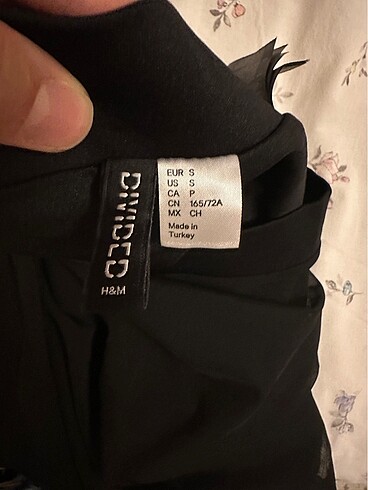 DIVIDED
H&M
EUR S
US S
CA P
CN 165/72A
MX CH
Made in
Turkey